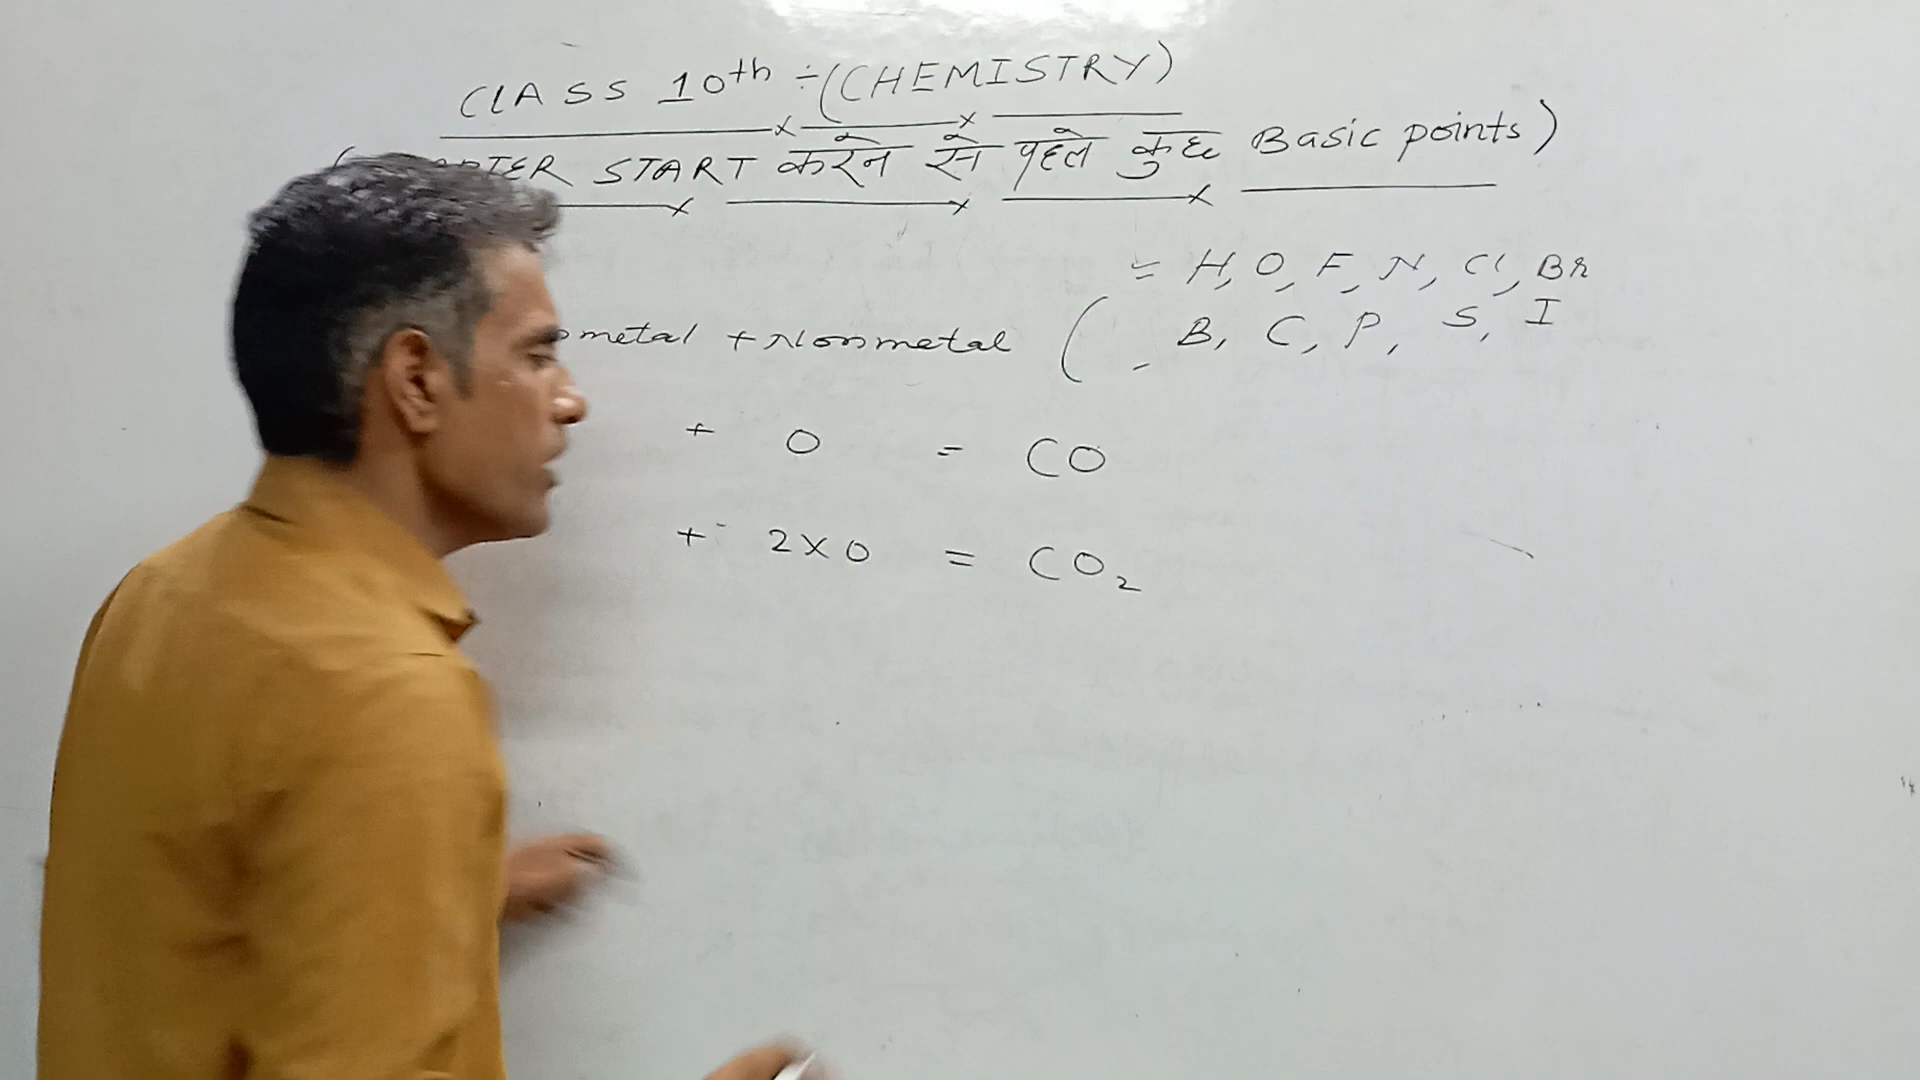 CLASS 10th ÷ (CHEMISTRY)
START करने से पहले कुछ Basic points)
= H, O, F, N, Cl, Br
metal + Nonmetal ( B, C, P, S, I
+ O = CO
+ 2×O = CO₂